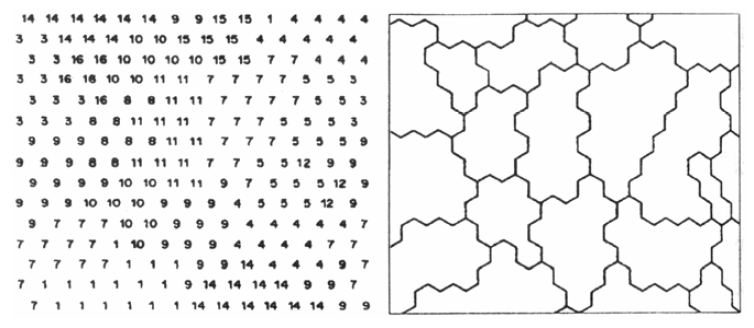 14 14 14 14 14 14 9 9 15 15 1 4 4 4 4
3 3 14 14 14 10 10 15 15 15 4 4 4 4 4
3 3 16 16 10 10 10 10 15 15 7 7 4 4 4
3 3 16 16 10 10 11 11 7 7 7 7 5 5 3
3 3 3 16 8 8 11 11 7 7 7 7 5 5 3
3 3 3 8 8 11 11 11 7 7 7 5 5 5 3
9 9 9 8 8 8 11 11 7 7 7 5 5 5 9
9 9 9 8 8 11 11 11 7 7 5 5 12 9 9
9 9 9 9 10 10 11 11 9 7 5 5 5 12 9
9 9 9 10 10 10 9 9 9 4 5 5 5 12 9
9 7 7 7 10 10 9 9 9 4 4 4 4 4 7
7 7 7 7 1 10 9 9 9 4 4 4 4 7 7
7 7 7 7 1 1 1 9 9 14 4 4 4 9 7
7 1 1 1 1 1 1 9 14 14 14 14 9 9 7
7 1 1 1 1 1 1 14 14 14 14 14 14 9 9